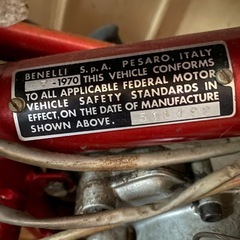 BENELLI S.p.A. PESARO, ITALY
-1970 THIS VEHICLE CONFORMS
TO ALL APPLICABLE FEDERAL MOTOR
VEHICLE SAFETY STANDARDS IN
EFFECT, ON THE DATE OF MANUFACTURE
SHOWN ABOVE.